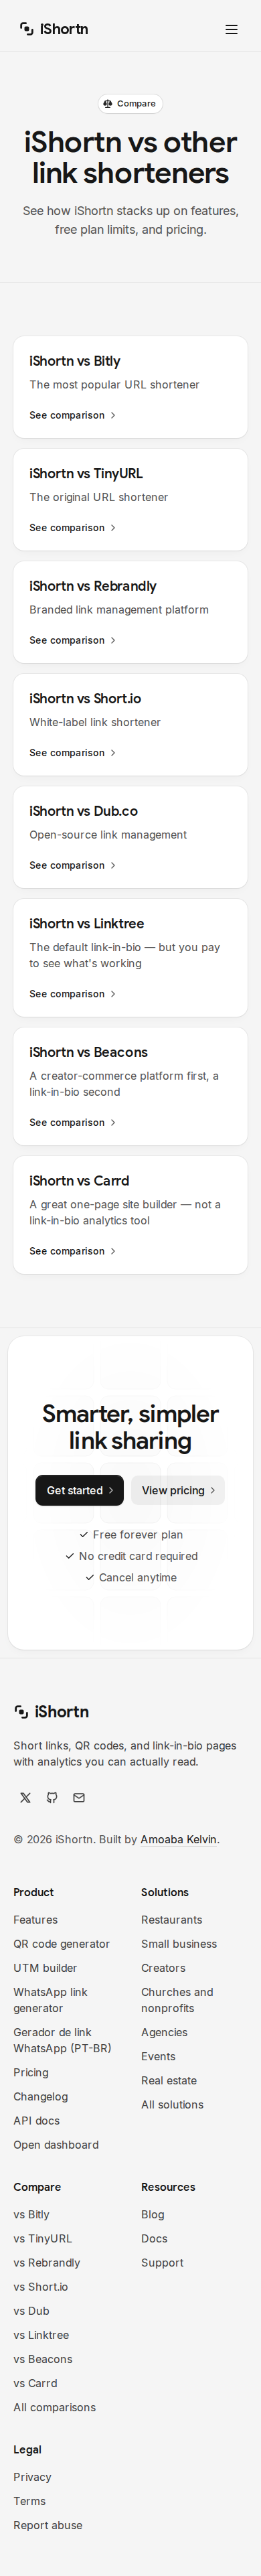 iShortn
Compare
iShortn vs other
link shorteners
See how iShortn stacks up on features,
free plan limits, and pricing.
iShortn vs Bitly
The most popular URL shortener
See comparison
iShortn vs TinyURL
The original URL shortener
See comparison
iShortn vs Rebrandly
Branded link management platform
See comparison
iShortn vs Short.io
White-label link shortener
See comparison
iShortn vs Dub.co
Open-source link management
See comparison
iShortn vs Linktree
The default link-in-bio — but you pay
to see what's working
See comparison
iShortn vs Beacons
A creator-commerce platform first, a
link-in-bio second
See comparison
iShortn vs Carrd
A great one-page site builder — not a
link-in-bio analytics tool
See comparison
Smarter, simpler
link sharing
Get started
View pricing
Free forever plan
No credit card required
Cancel anytime
iShortn
Short links, QR codes, and link-in-bio pages
with analytics you can actually read.
© 2026 iShortn. Built by Amoaba Kelvin.
Product
Features
QR code generator
UTM builder
WhatsApp link
generator
Gerador de link
WhatsApp (PT-BR)
Pricing
Changelog
API docs
Open dashboard
Solutions
Restaurants
Small business
Creators
Churches and
nonprofits
Agencies
Events
Real estate
All solutions
Compare
vs Bitly
vs TinyURL
vs Rebrandly
vs Short.io
vs Dub
vs Linktree
vs Beacons
vs Carrd
All comparisons
Resources
Blog
Docs
Support
Legal
Privacy
Terms
Report abuse